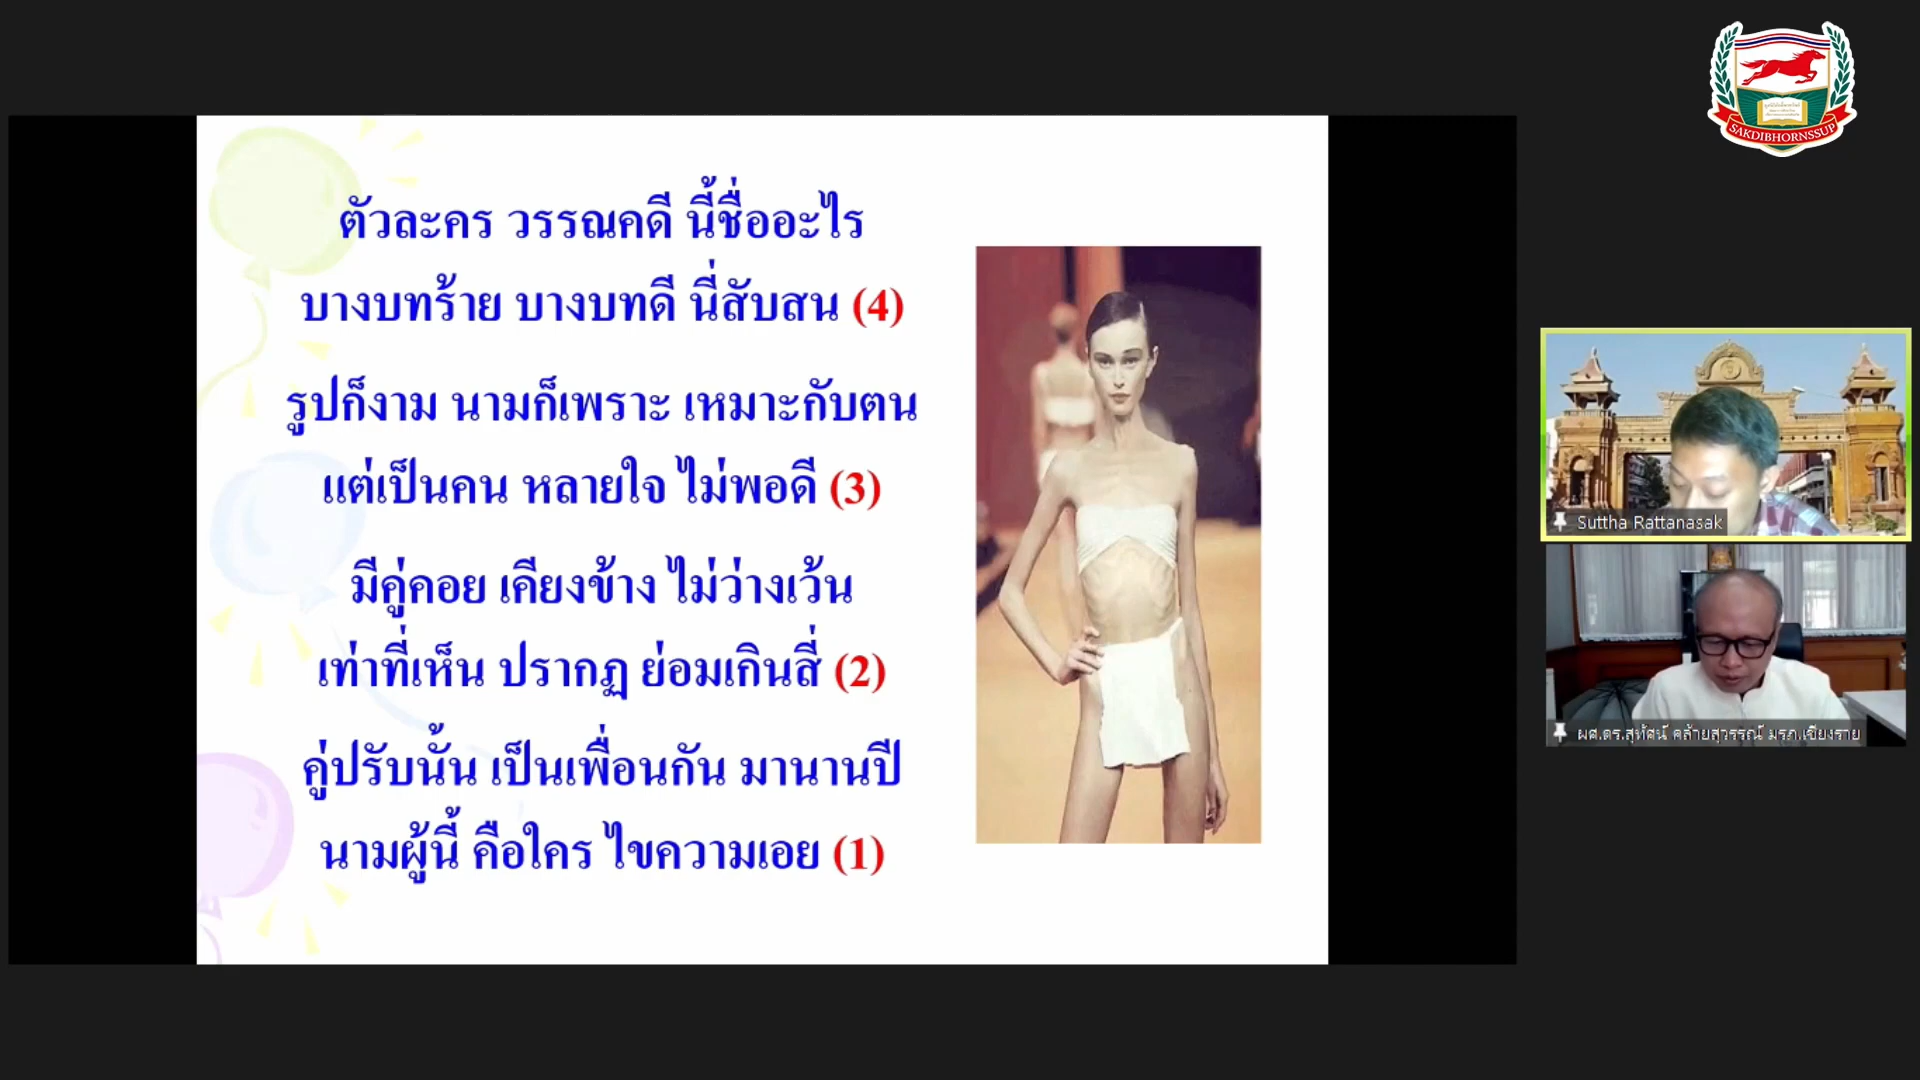 SAKDIBHORNSSUP
ตัวละคร วรรณคดี นี้ชื่ออะไร
บางบทร้าย บางบทดี นี่สับสน (4)
รูปก็งาม นามก็เพราะ เหมาะกับตน
แต่เป็นคน หลายใจ ไม่พอดี (3)
มีคู่คอย เคียงข้าง ไม่ว่างเว้น
เท่าที่เห็น ปรากฏ ย่อมเกินสี่ (2)
คู่ปรับนั้น เป็นเพื่อนกัน มานานปี
นามผู้นี้ คือใคร ไขความเอย (1)
Suttha Rattanasak
ผศ.ดร.สุทัศน์ คล้ายสุวรรณ์ มรภ.เชียงราย